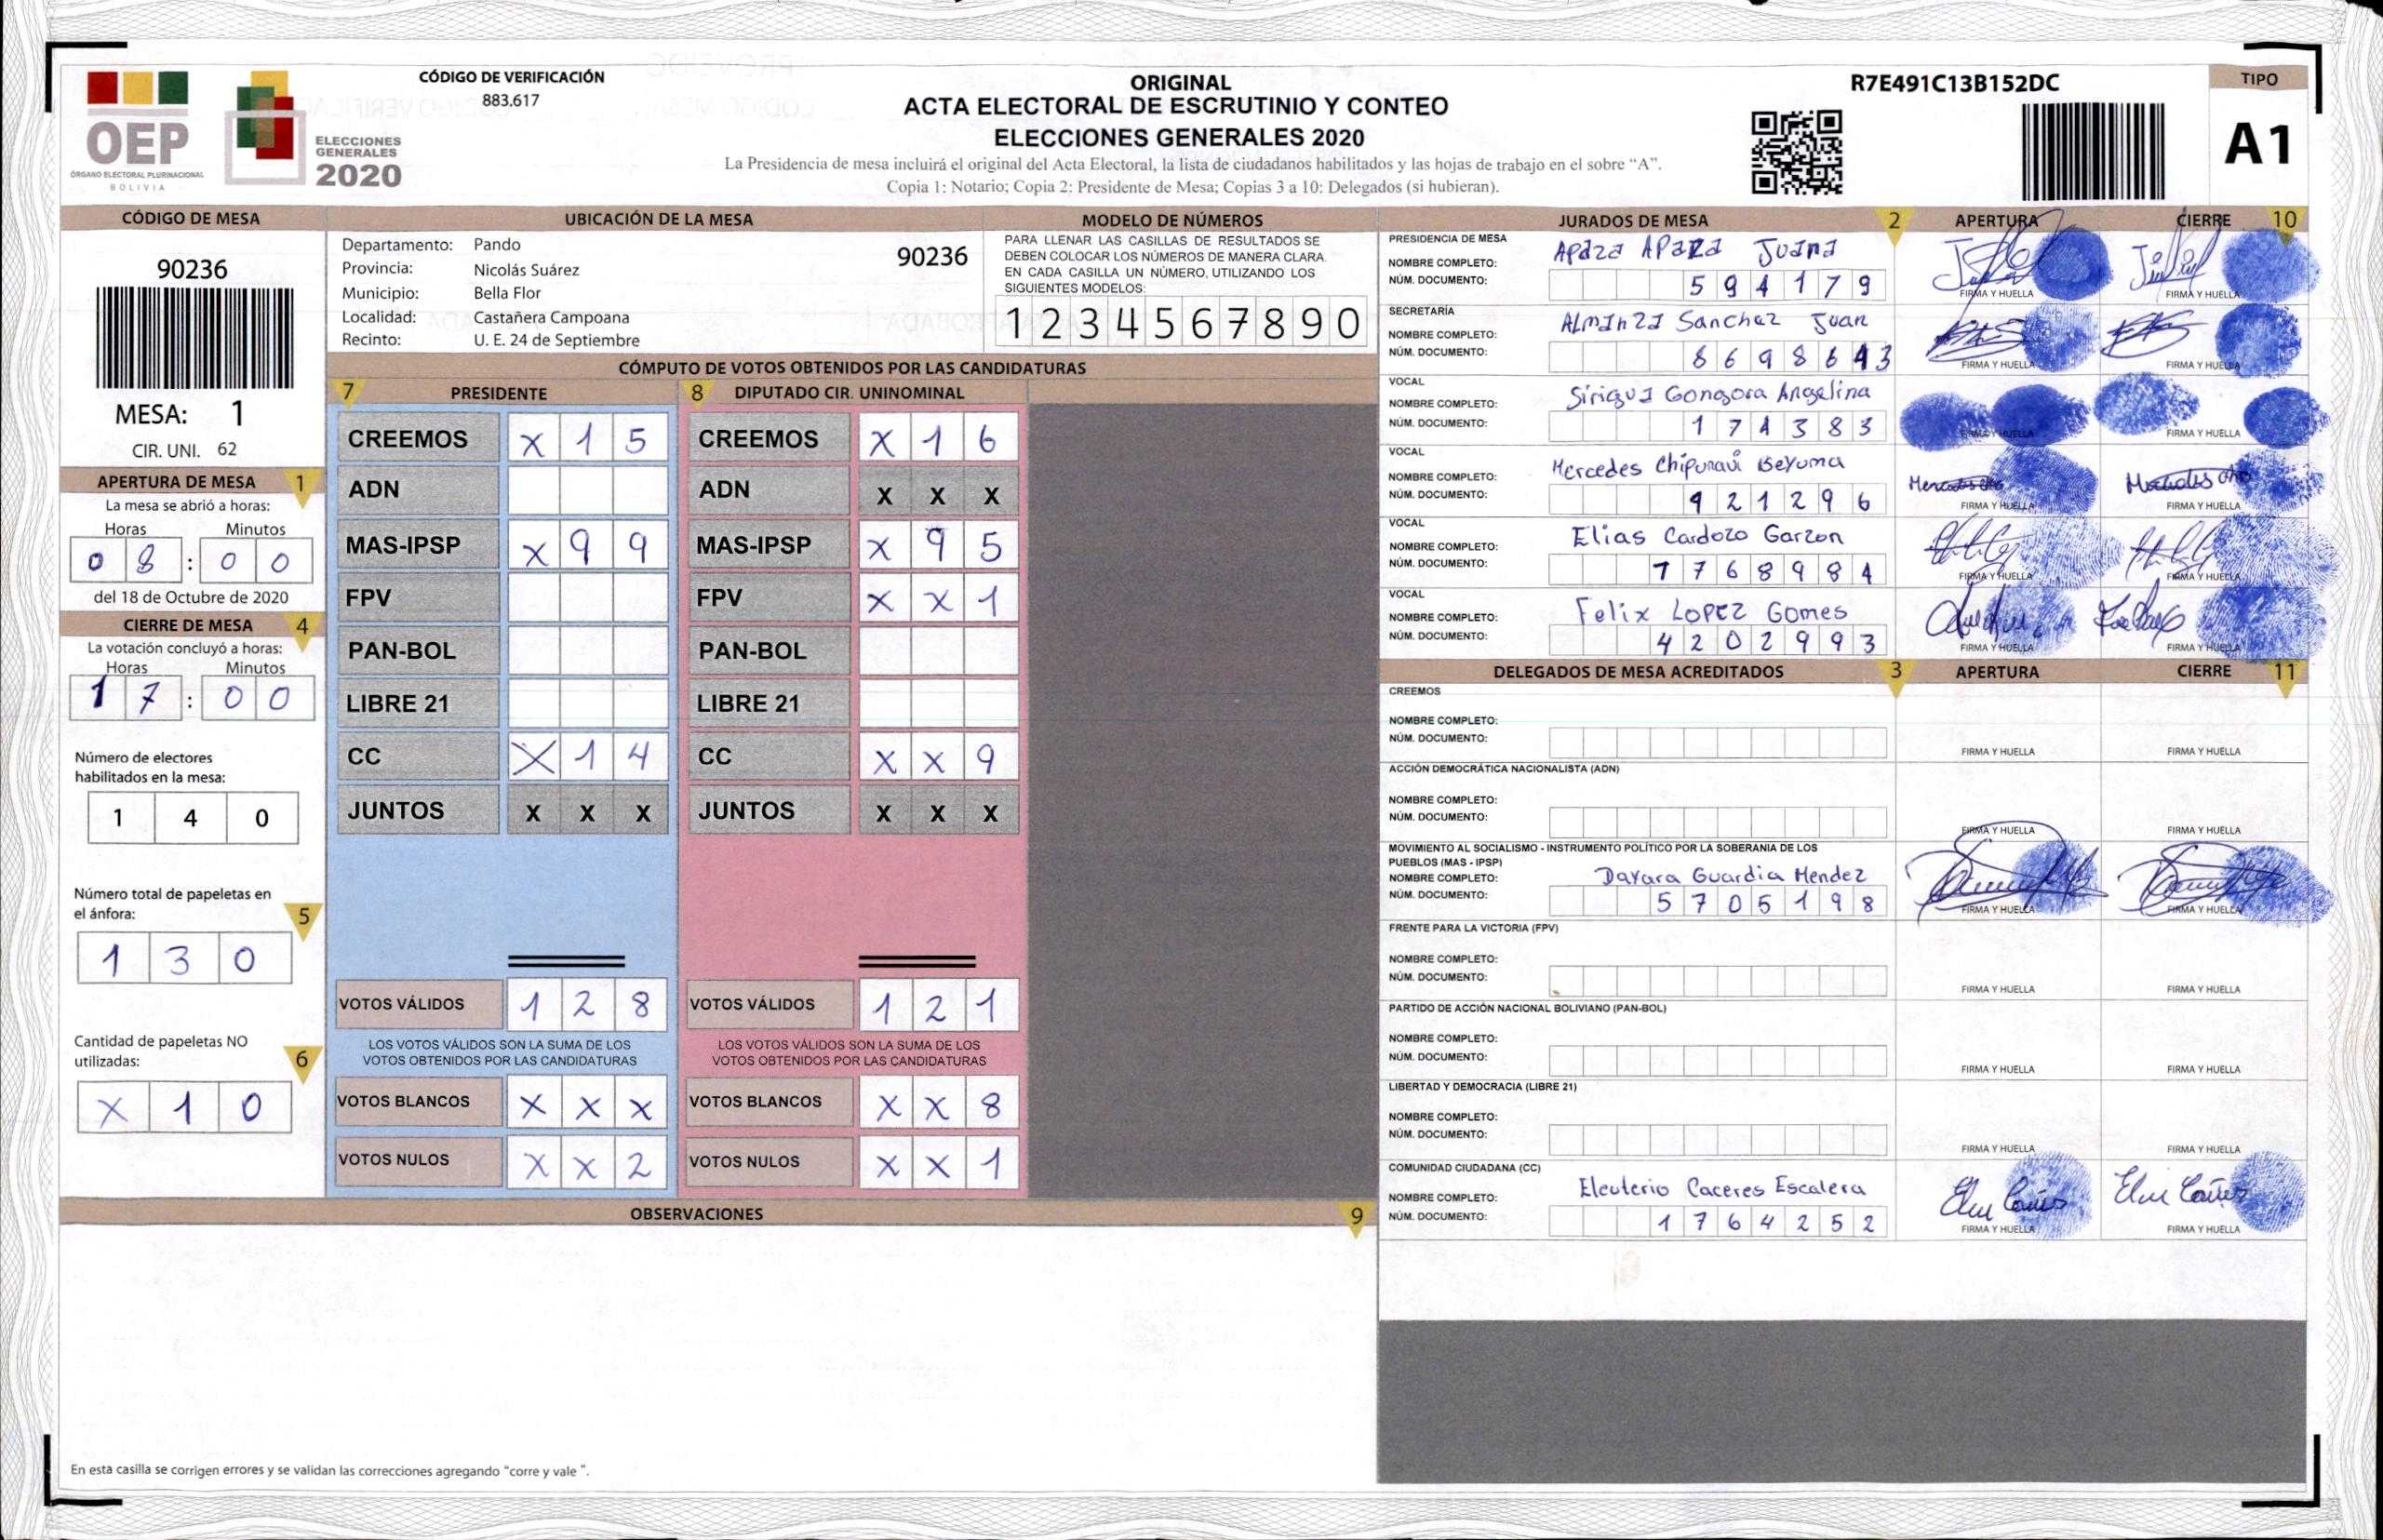 CÓDIGO DE VERIFICACIÓN
883.617
OEP
ÓRGANO ELECTORAL PLURINACIONAL
BOLIVIA
ELECCIONES
GENERALES
2020
ORIGINAL
ACTA ELECTORAL DE ESCRUTINIO Y CONTEO
ELECCIONES GENERALES 2020
La Presidencia de mesa incluirá el original del Acta Electoral, la lista de ciudadanos habilitados y las hojas de trabajo en el sobre “A”.
Copia 1: Notario; Copia 2: Presidente de Mesa; Copias 3 a 10: Delegados (si hubieran).
R7E491C13B152DC
TIPO
A1
CÓDIGO DE MESA
90236
MESA: 1
CIR. UNI. 62
APERTURA DE MESA 1
La mesa se abrió a horas:
Horas Minutos
0 8 : 0 0
del 18 de Octubre de 2020
CIERRE DE MESA 4
La votación concluyó a horas:
Horas Minutos
1 7 : 0 0
Número de electores
habilitados en la mesa:
1 4 0
Número total de papeletas en
el ánfora: 5
1 3 0
Cantidad de papeletas NO
utilizadas: 6
X 1 0
UBICACIÓN DE LA MESA
Departamento: Pando
90236
Provincia: Nicolás Suárez
Municipio: Bella Flor
Localidad: Castañera Campoana
Recinto: U. E. 24 de Septiembre
MODELO DE NÚMEROS
PARA LLENAR LAS CASILLAS DE RESULTADOS SE
DEBEN COLOCAR LOS NÚMEROS DE MANERA CLARA.
EN CADA CASILLA UN NÚMERO, UTILIZANDO LOS
SIGUIENTES MODELOS:
1 2 3 4 5 6 7 8 9 0
CÓMPUTO DE VOTOS OBTENIDOS POR LAS CANDIDATURAS
7 PRESIDENTE
CREEMOS X 1 5
ADN
MAS-IPSP X 9 9
FPV
PAN-BOL
LIBRE 21
CC X 1 4
JUNTOS X X X
VOTOS VÁLIDOS 1 2 8
LOS VOTOS VÁLIDOS SON LA SUMA DE LOS
VOTOS OBTENIDOS POR LAS CANDIDATURAS
VOTOS BLANCOS X X X
VOTOS NULOS X X 2
8 DIPUTADO CIR. UNINOMINAL
CREEMOS X 1 6
ADN X X X
MAS-IPSP X 9 5
FPV X X 1
PAN-BOL
LIBRE 21
CC X X 9
JUNTOS X X X
VOTOS VÁLIDOS 1 2 1
LOS VOTOS VÁLIDOS SON LA SUMA DE LOS
VOTOS OBTENIDOS POR LAS CANDIDATURAS
VOTOS BLANCOS X X 8
VOTOS NULOS X X 1
OBSERVACIONES 9
En esta casilla se corrigen errores y se validan las correcciones agregando “corre y vale ”.
JURADOS DE MESA 2 APERTURA CIERRE 10
PRESIDENCIA DE MESA
NOMBRE COMPLETO: Apaza APaza Juana
NÚM. DOCUMENTO: 5 9 4 1 7 9
FIRMA Y HUELLA FIRMA Y HUELLA
SECRETARÍA
NOMBRE COMPLETO: Almanza Sanchez Juan
NÚM. DOCUMENTO:
FIRMA Y HUELLA FIRMA Y HUELLA
VOCAL
NOMBRE COMPLETO: Gongora Angelina
NÚM. DOCUMENTO: 1 7 4 3 8 3
FIRMA Y HUELLA FIRMA Y HUELLA
VOCAL
NOMBRE COMPLETO: Mercedes Chipunavi Beyuma
NÚM. DOCUMENTO: 9 2 1 2 9 6
FIRMA Y HUELLA FIRMA Y HUELLA
VOCAL
NOMBRE COMPLETO: Elias Cardozo Garzon
NÚM. DOCUMENTO: 7 7 6 8 9 8 4
FIRMA Y HUELLA FIRMA Y HUELLA
VOCAL
NOMBRE COMPLETO: Felix LOPEZ Gomes
NÚM. DOCUMENTO: 4 2 0 2 9 9 3
FIRMA Y HUELLA FIRMA Y HUELLA
DELEGADOS DE MESA ACREDITADOS 3 APERTURA CIERRE 11
CREEMOS
NOMBRE COMPLETO:
NÚM. DOCUMENTO:
FIRMA Y HUELLA FIRMA Y HUELLA
ACCIÓN DEMOCRÁTICA NACIONALISTA (ADN)
NOMBRE COMPLETO:
NÚM. DOCUMENTO:
FIRMA Y HUELLA FIRMA Y HUELLA
MOVIMIENTO AL SOCIALISMO - INSTRUMENTO POLÍTICO POR LA SOBERANIA DE LOS
PUEBLOS (MAS - IPSP)
NOMBRE COMPLETO: Dayara Guardia Mendez
NÚM. DOCUMENTO: 5 7 0 5 1 9 8
FIRMA Y HUELLA FIRMA Y HUELLA
FRENTE PARA LA VICTORIA (FPV)
NOMBRE COMPLETO:
NÚM. DOCUMENTO:
FIRMA Y HUELLA FIRMA Y HUELLA
PARTIDO DE ACCIÓN NACIONAL BOLIVIANO (PAN-BOL)
NOMBRE COMPLETO:
NÚM. DOCUMENTO:
FIRMA Y HUELLA FIRMA Y HUELLA
LIBERTAD Y DEMOCRACIA (LIBRE 21)
NOMBRE COMPLETO:
NÚM. DOCUMENTO:
FIRMA Y HUELLA FIRMA Y HUELLA
COMUNIDAD CIUDADANA (CC)
NOMBRE COMPLETO: Eleuterio Caceres Escalera
NÚM. DOCUMENTO: 1 7 6 4 2 5 2
FIRMA Y HUELLA FIRMA Y HUELLA